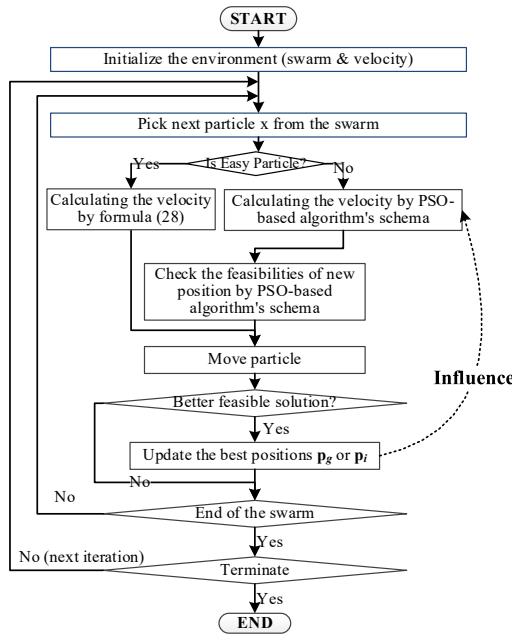 START
Initialize the environment (swarm & velocity)
Pick next particle x from the swarm
Is Easy Particle?
Yes
No
Calculating the velocity
by formula (28)
Calculating the velocity by PSO-
based algorithm's schema
Check the feasibilities of new
position by PSO-based
algorithm's schema
Move particle
Influence
Better feasible solution?
Yes
Update the best positions pg or pi
No
No
End of the swarm
Yes
No (next iteration)
Terminate
Yes
END